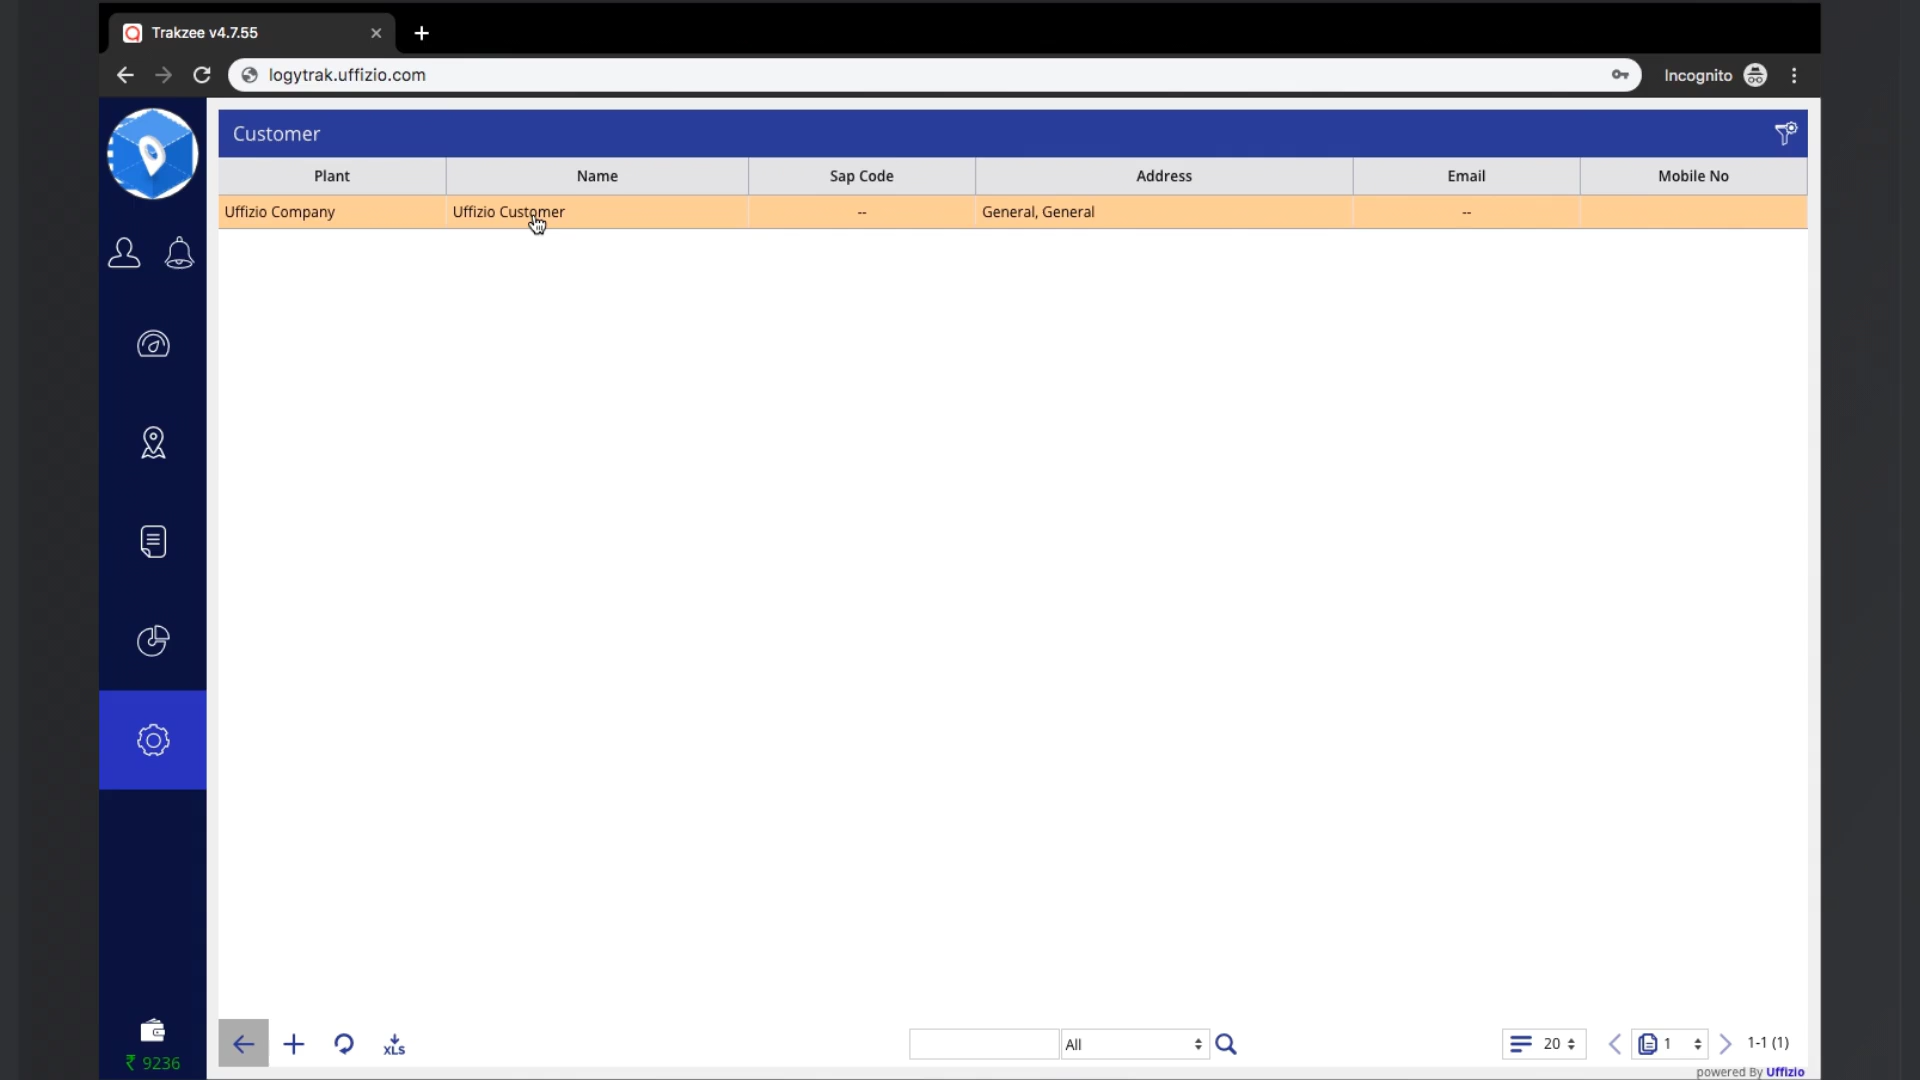 Trakzee v4.7.55
logytrak.uffizio.com
Incognito
Customer
Plant Name Sap Code Address Email Mobile No
Uffizio Company Uffizio Customer -- General, General --
XLS
All
20
1
1-1 (1)
₹ 9236
powered By Uffizio